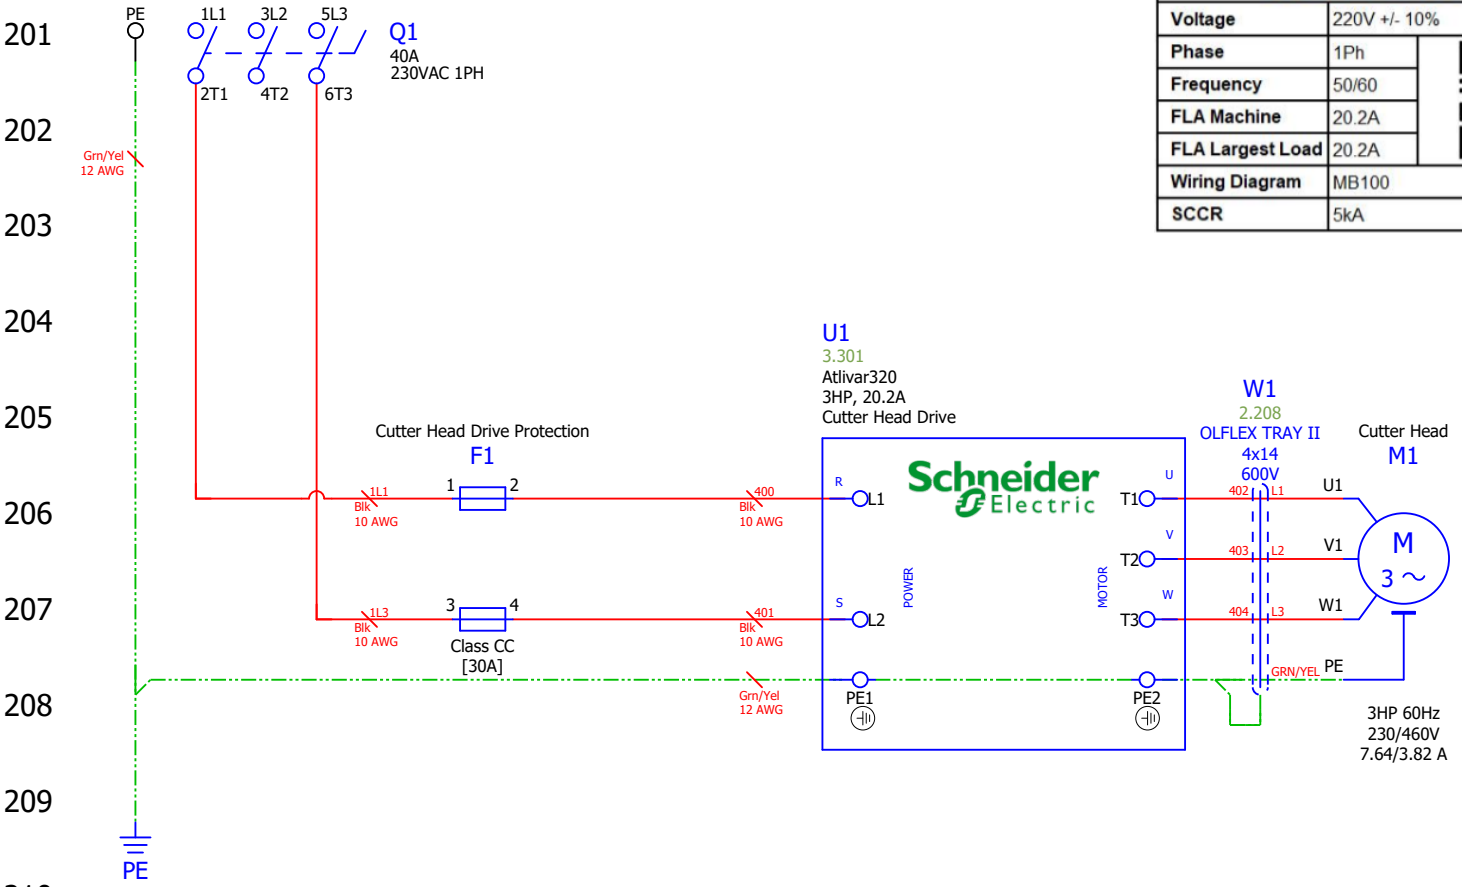 201
202
203
204
205
206
207
208
209
PE
1L1
3L2
5L3
Q1
40A
230VAC 1PH
2T1
4T2
6T3
Grn/Yel
12 AWG
Voltage 220V +/- 10%
Phase 1Ph
Frequency 50/60
FLA Machine 20.2A
FLA Largest Load 20.2A
Wiring Diagram MB100
SCCR 5kA
Cutter Head Drive Protection
F1
1L1
Blk
10 AWG
1
2
400
Blk
10 AWG
1L3
Blk
10 AWG
3
4
Class CC
[30A]
401
Blk
10 AWG
Grn/Yel
12 AWG
U1
3.301
Atlivar320
3HP, 20.2A
Cutter Head Drive
R
L1
Schneider
Electric
S
L2
POWER
MOTOR
U
T1
V
T2
W
T3
PE1
PE2
W1
2.208
OLFLEX TRAY II
4x14
600V
402 L1 U1
403 L2 V1
404 L3 W1
GRN/YEL PE
Cutter Head
M1
M
3 ~
3HP 60Hz
230/460V
7.64/3.82 A
PE